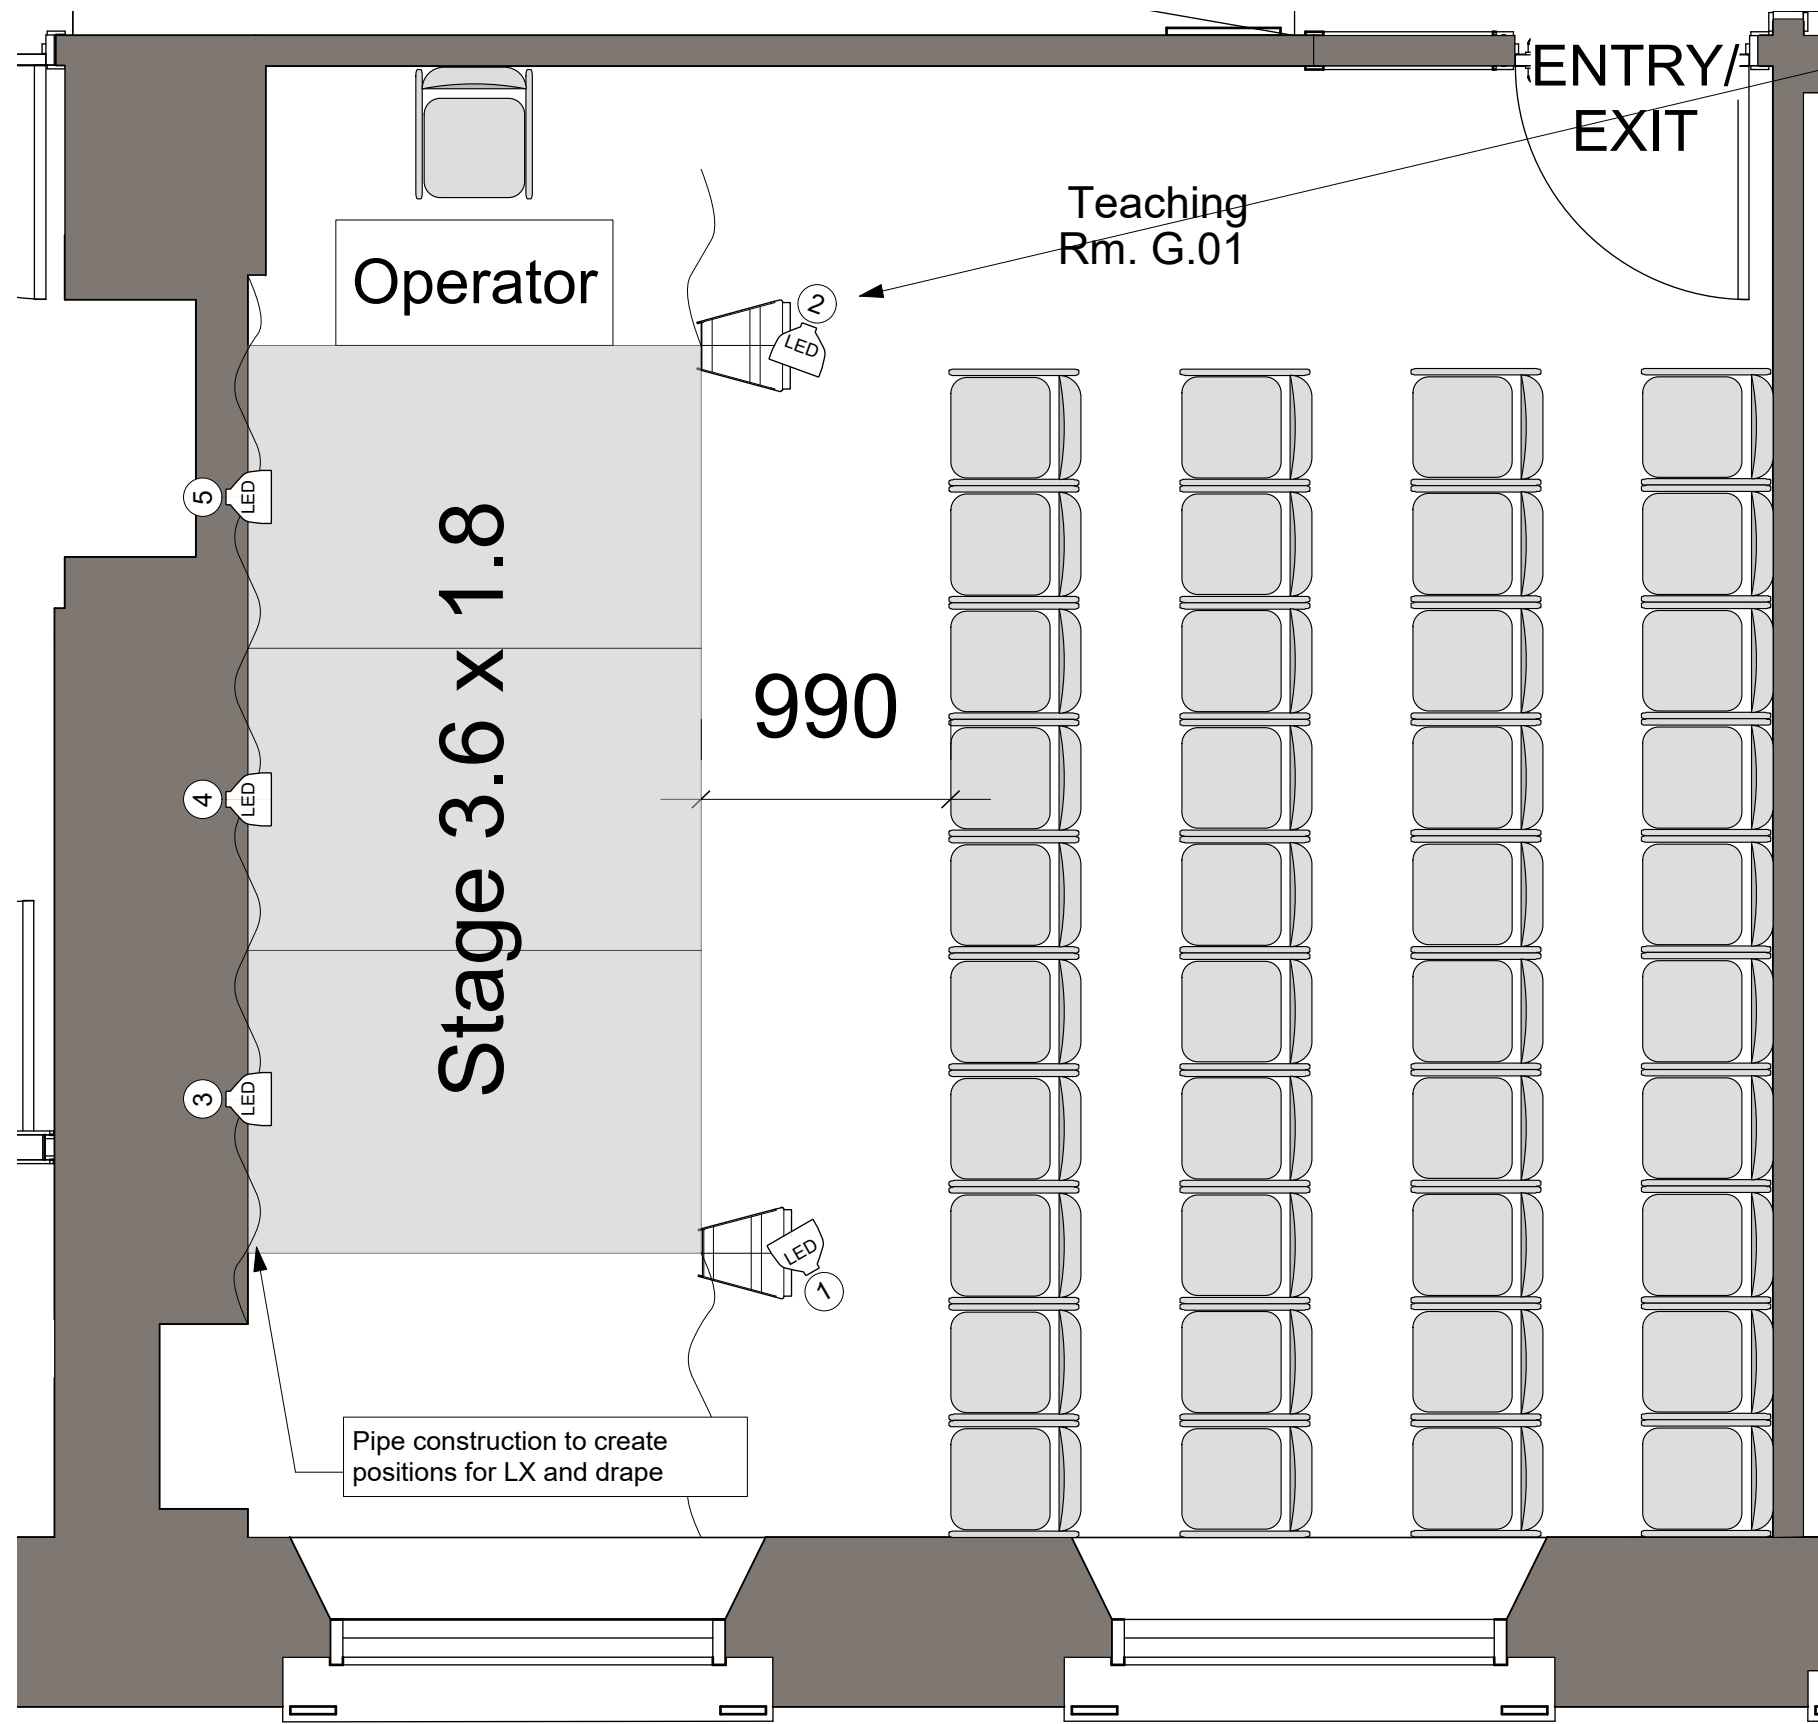 ENTRY/
EXIT
Teaching
Rm. G.01
Operator
2
LED
5
LED
Stage 3.6 x 1.8
990
4
LED
3
LED
LED
1
Pipe construction to create
positions for LX and drape